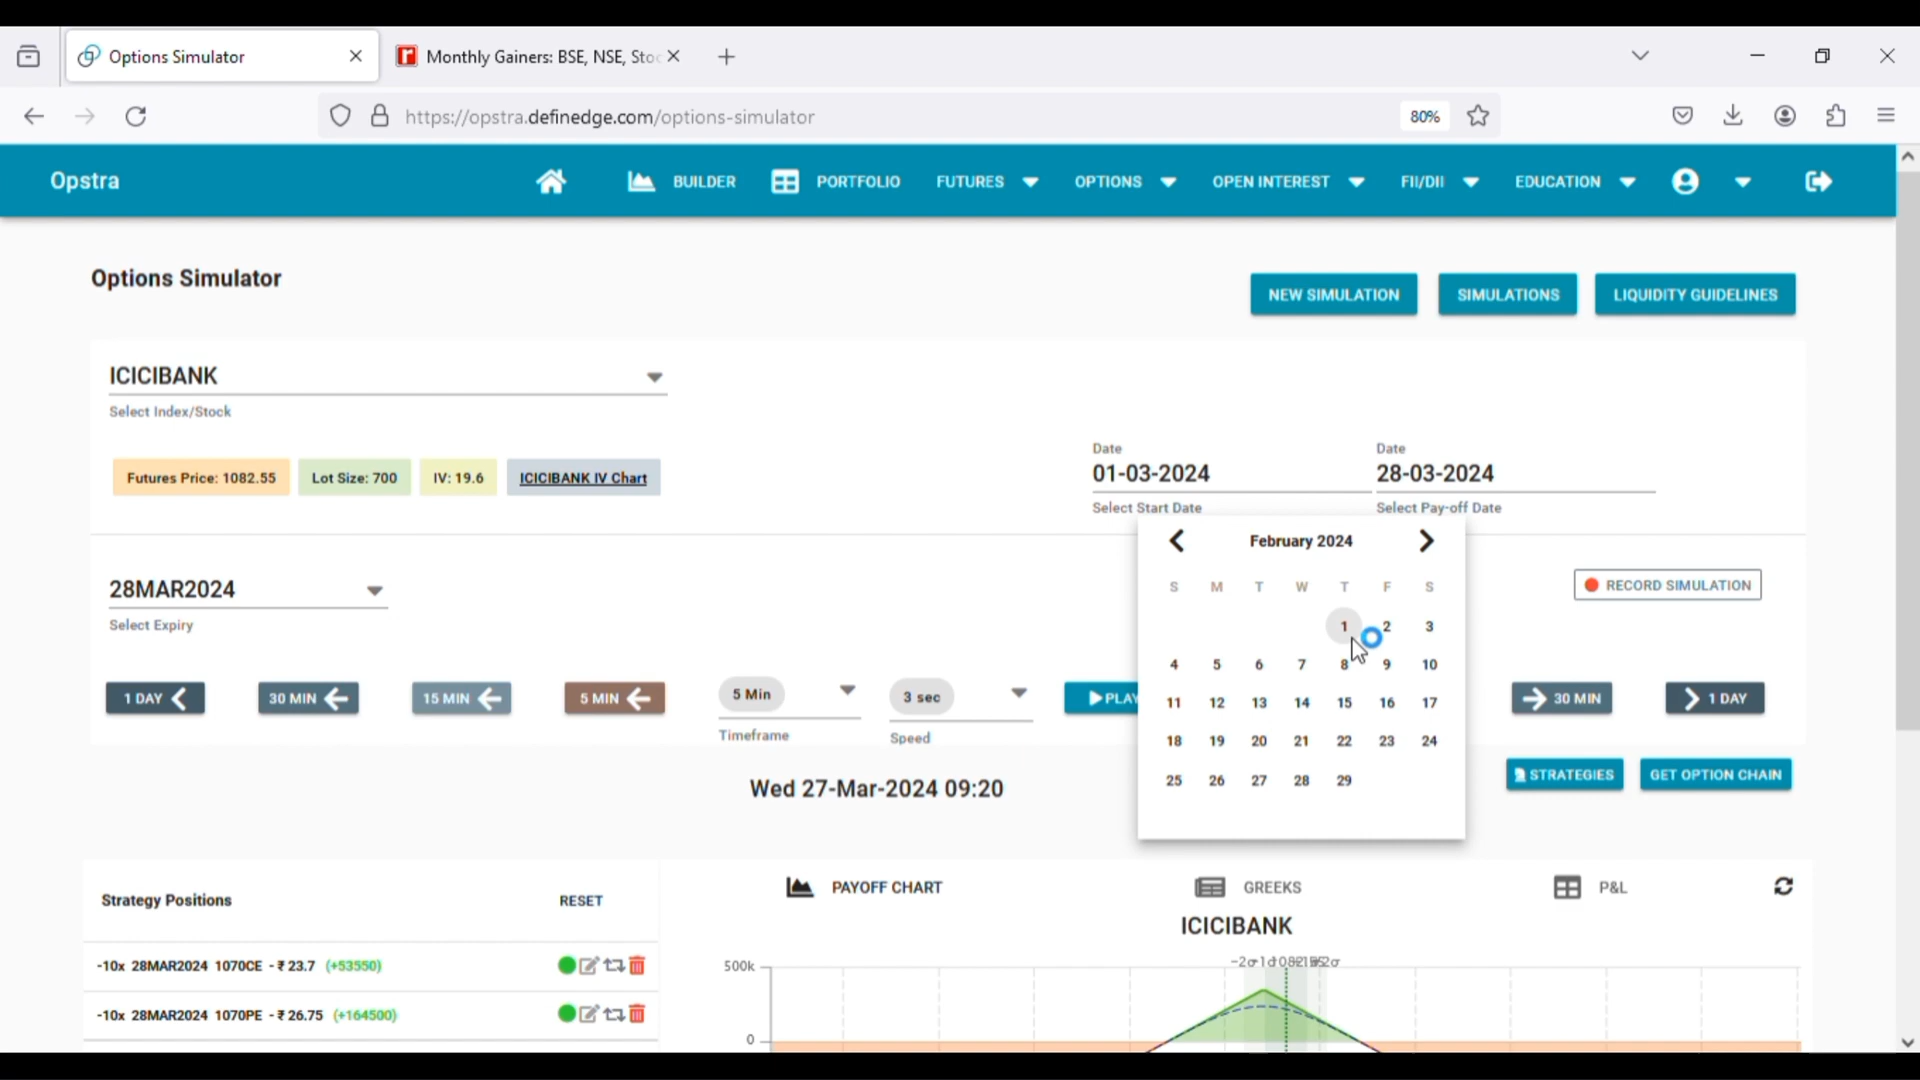 Options Simulator
Monthly Gainers: BSE, NSE, Sto
https://opstra.definedge.com/options-simulator
80%
Opstra
BUILDER
PORTFOLIO
FUTURES
OPTIONS
OPEN INTEREST
FII/DII
EDUCATION
Options Simulator
NEW SIMULATION
SIMULATIONS
LIQUIDITY GUIDELINES
ICICIBANK
Select Index/Stock
Futures Price: 1082.55
Lot Size: 700
IV: 19.6
ICICIBANK IV Chart
Date
01-03-2024
Select Start Date
Date
28-03-2024
Select Pay-off Date
February 2024
S M T W T F S
1 2 3
4 5 6 7 8 9 10
11 12 13 14 15 16 17
18 19 20 21 22 23 24
25 26 27 28 29
28MAR2024
Select Expiry
RECORD SIMULATION
1 DAY
30 MIN
15 MIN
5 MIN
5 Min
Timeframe
3 sec
Speed
PLAY
30 MIN
1 DAY
Wed 27-Mar-2024 09:20
STRATEGIES
GET OPTION CHAIN
Strategy Positions
RESET
-10x 28MAR2024 1070CE - ₹ 23.7 (+53550)
-10x 28MAR2024 1070PE - ₹ 26.75 (+164500)
PAYOFF CHART
GREEKS
P&L
ICICIBANK
500k
0